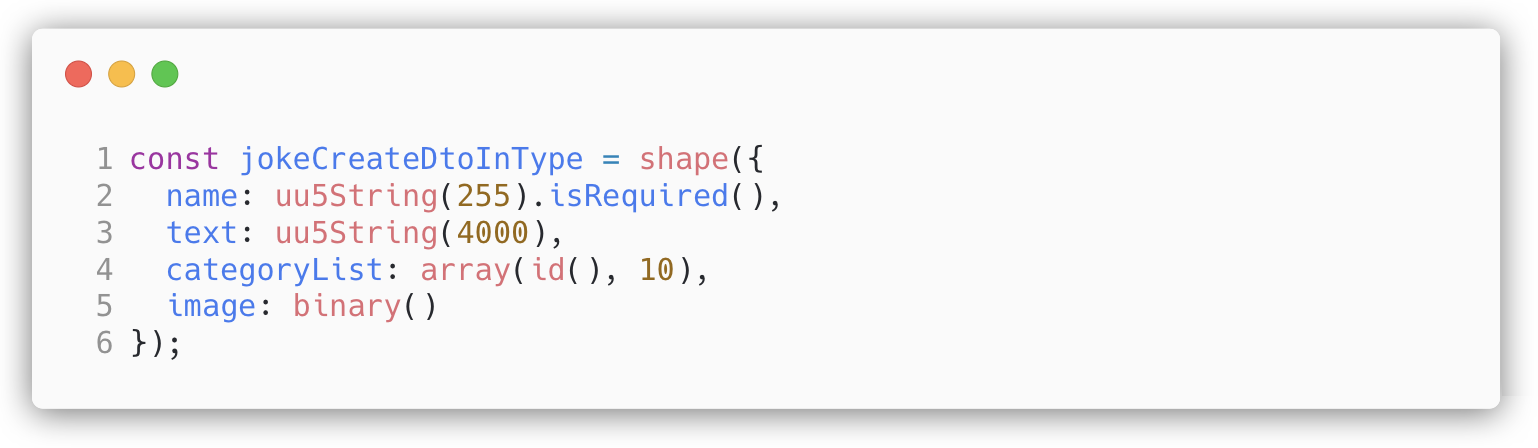 1 const jokeCreateDtoInType = shape({
2   name: uu5String(255).isRequired(),
3   text: uu5String(4000),
4   categoryList: array(id(), 10),
5   image: binary()
6 });